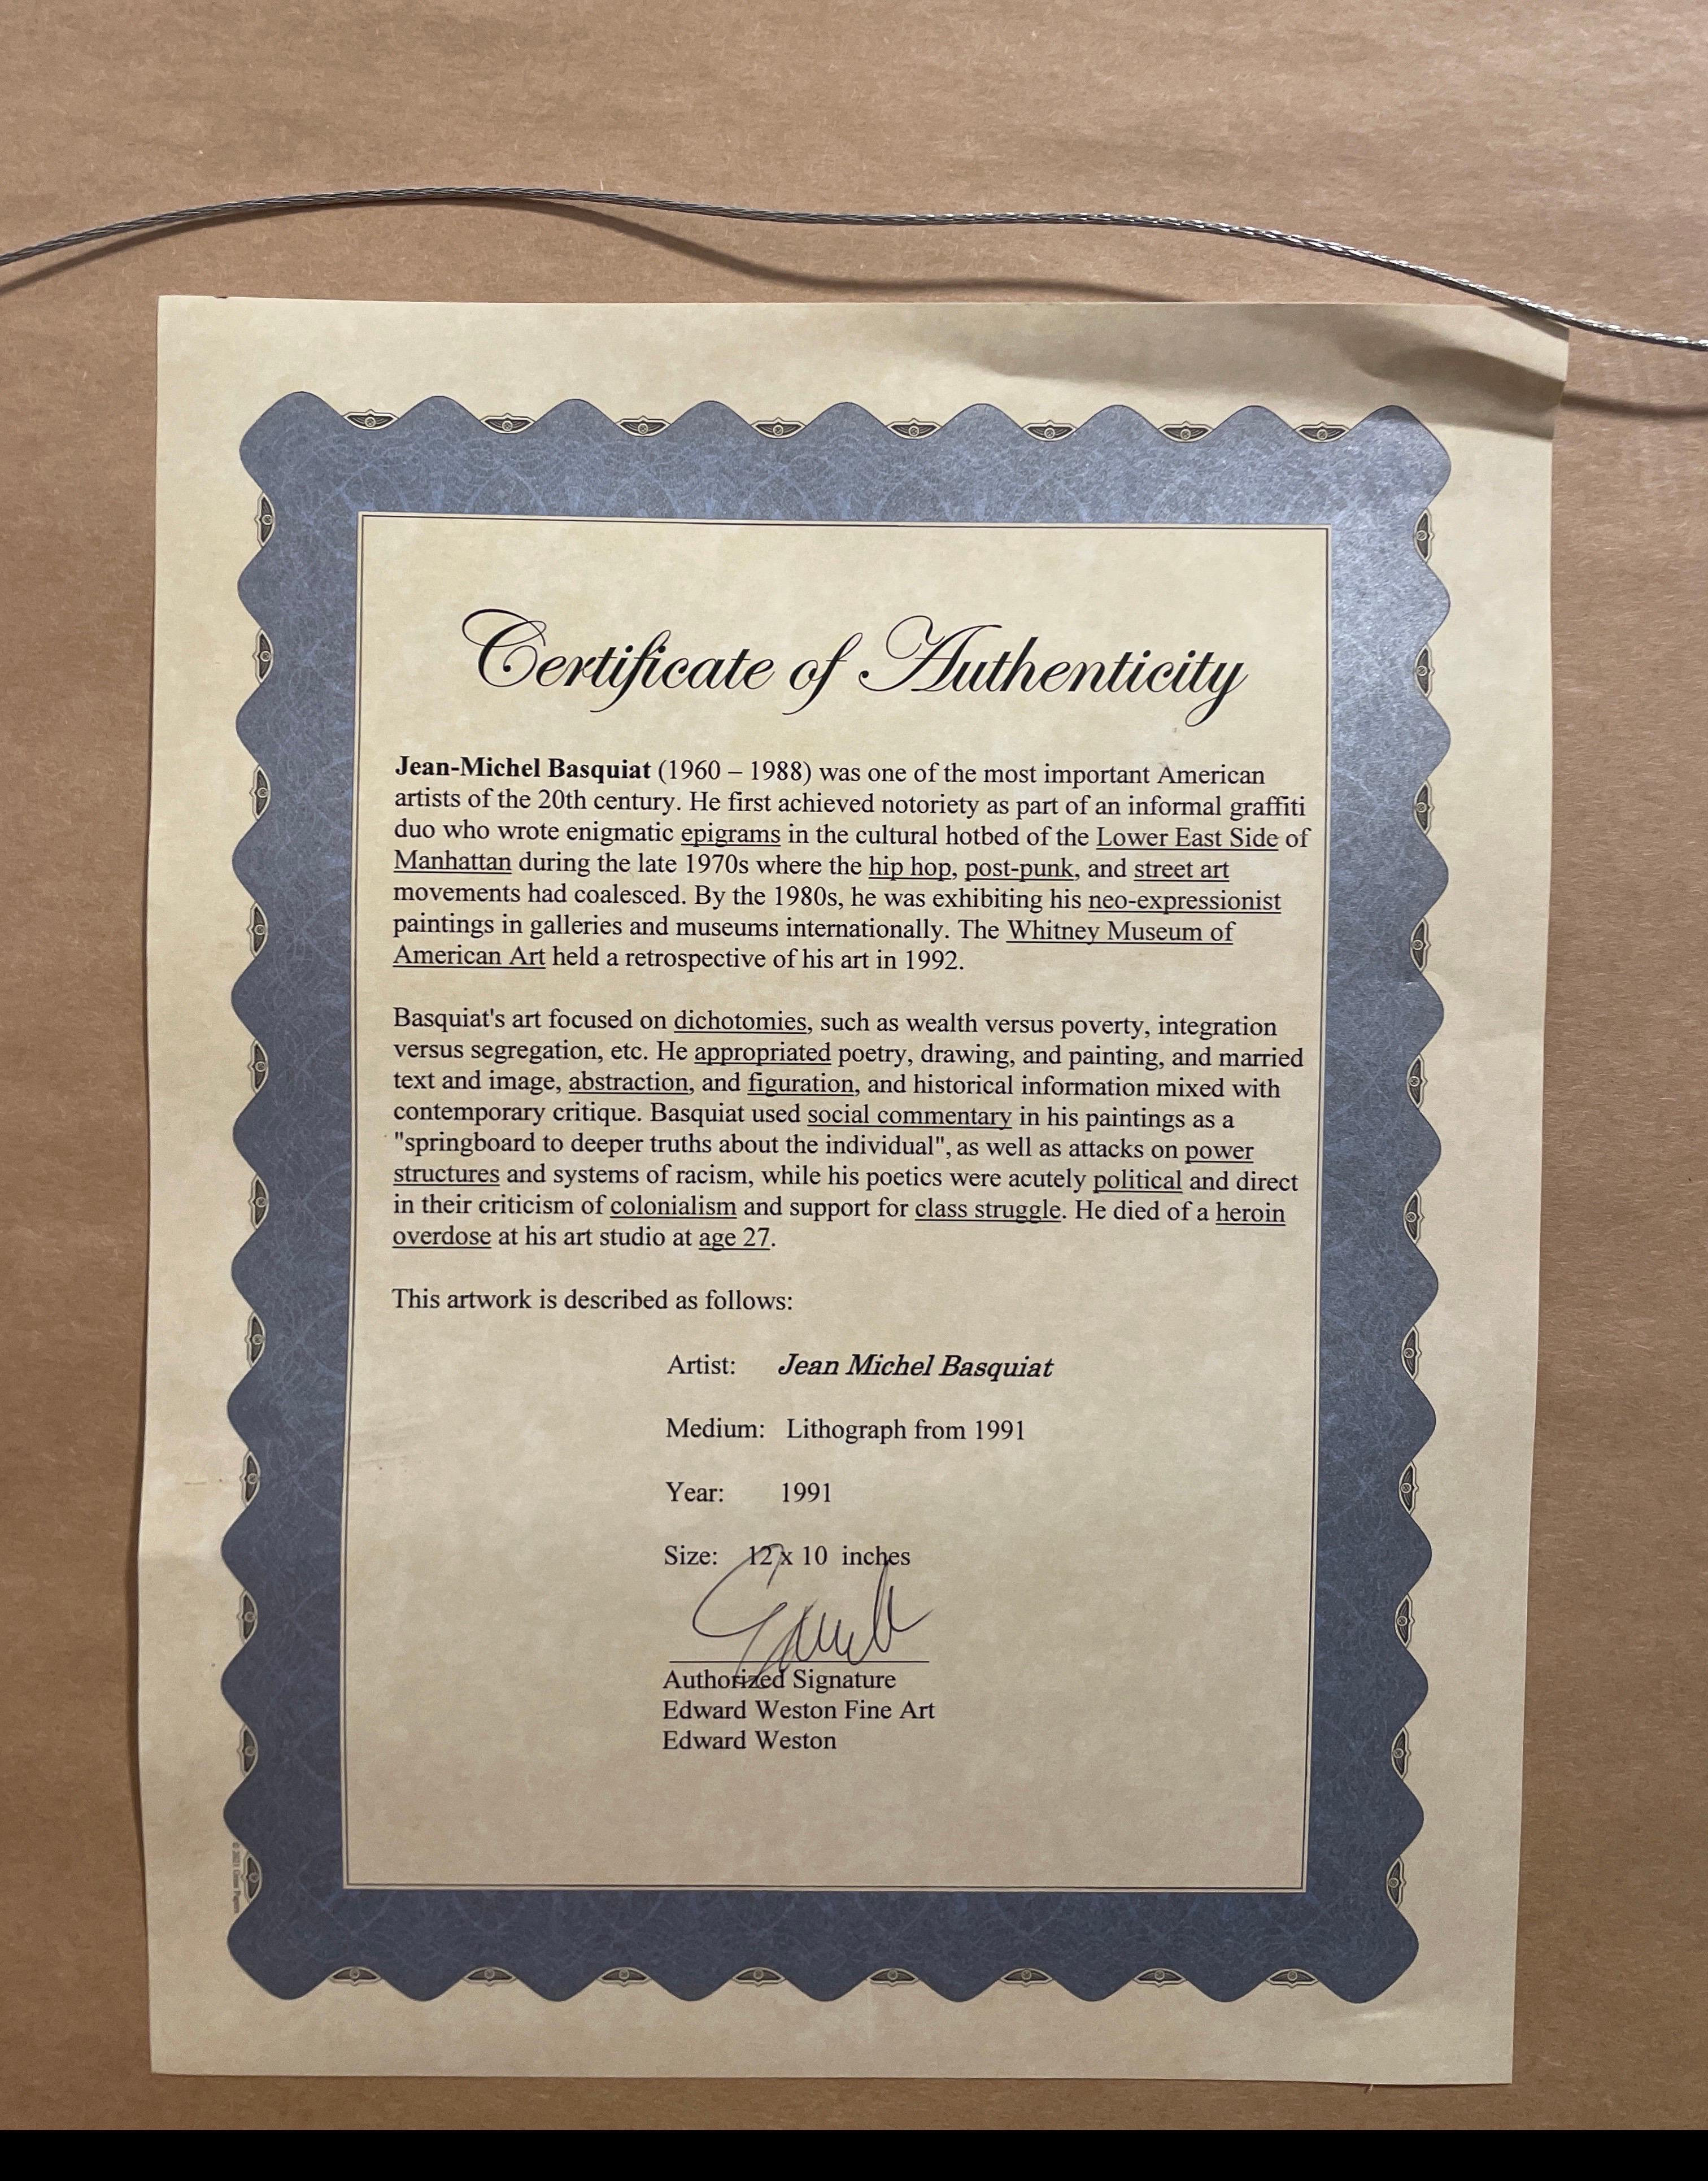 Certificate of Authenticity
Jean-Michel Basquiat (1960 – 1988) was one of the most important American
artists of the 20th century. He first achieved notoriety as part of an informal graffiti
duo who wrote enigmatic epigrams in the cultural hotbed of the Lower East Side of
Manhattan during the late 1970s where the hip hop, post-punk, and street art
movements had coalesced. By the 1980s, he was exhibiting his neo-expressionist
paintings in galleries and museums internationally. The Whitney Museum of
American Art held a retrospective of his art in 1992.
Basquiat's art focused on dichotomies, such as wealth versus poverty, integration
versus segregation, etc. He appropriated poetry, drawing, and painting, and married
text and image, abstraction, and figuration, and historical information mixed with
contemporary critique. Basquiat used social commentary in his paintings as a
"springboard to deeper truths about the individual", as well as attacks on power
structures and systems of racism, while his poetics were acutely political and direct
in their criticism of colonialism and support for class struggle. He died of a heroin
overdose at his art studio at age 27.
This artwork is described as follows:
Artist: Jean Michel Basquiat
Medium: Lithograph from 1991
Year: 1991
Size: 12 x 10 inches
Authorized Signature
Edward Weston Fine Art
Edward Weston